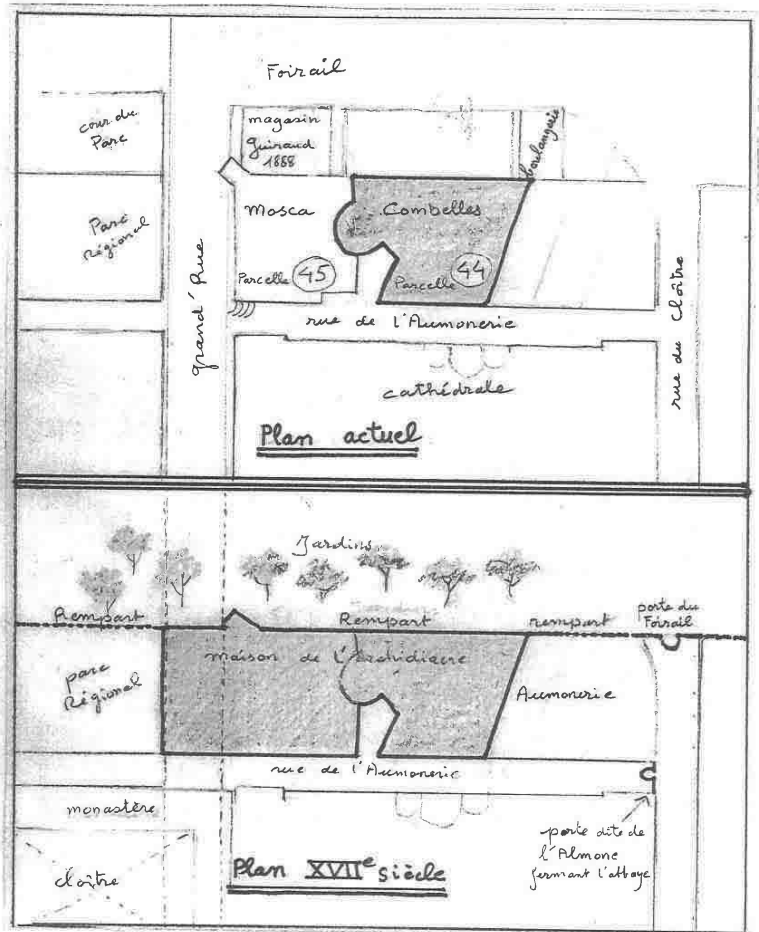 Foirail
cour du
Parc
magasin
Guiraud
1888
boulangerie
Parc
Régional
Mosca
Combelles
Parcelle 45
Parcelle 44
grand'Rue
rue de l'Aumonerie
rue du Cloître
cathédrale
Plan actuel
Jardins
Rempart
Rempart
rempart
porte du
Foirail
parc
Régional
maison de l'Archidiacre
Aumonerie
rue de l'Aumonerie
monastère
porte dite de
l'Almone
fermant l'abbaye
cloître
Plan XVIIe siècle